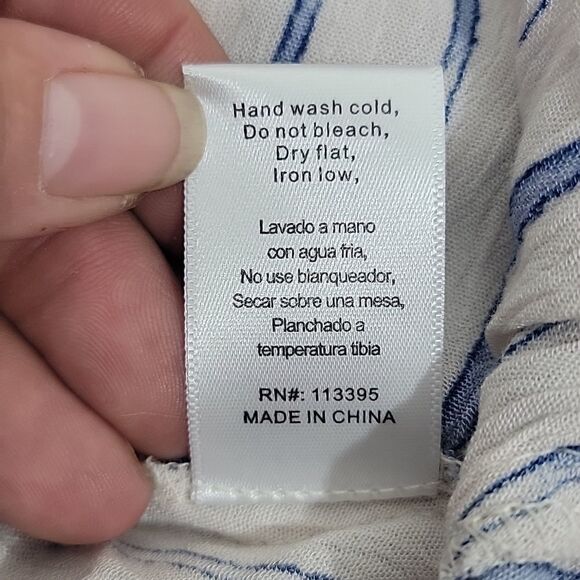 Hand wash cold,
Do not bleach,
Dry flat,
Iron low,
Lavado a mano
con agua fria,
No use bianqueador,
Secar sobre una mesa,
Planchado a
temperatura tibia
RN#: 113395
MADE IN CHINA